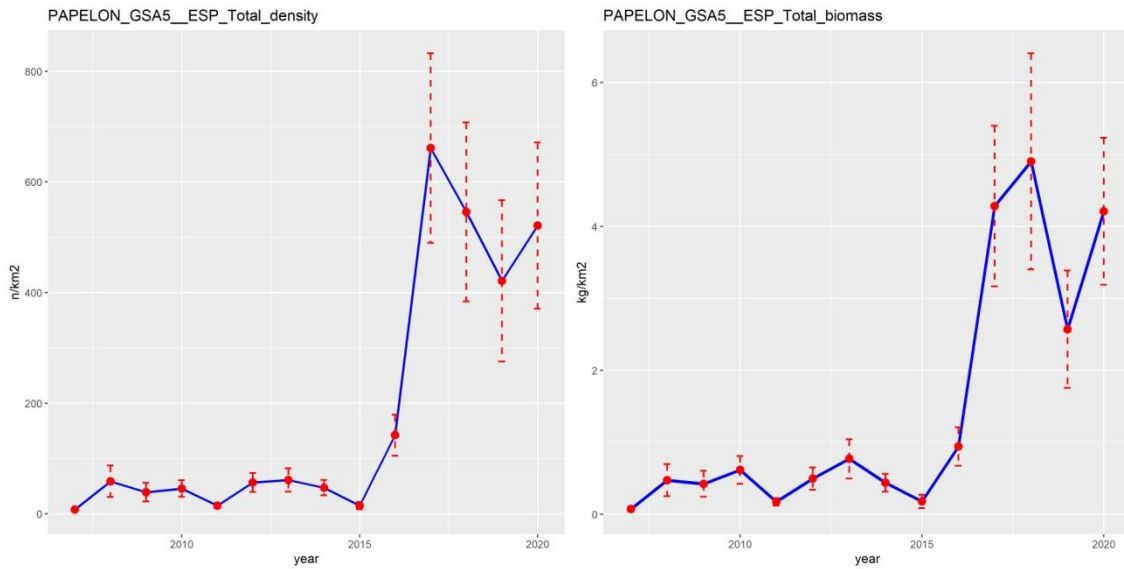 PAPELON_GSA5__ESP_Total_density
n/km2
800
600
400
200
0
2010
2015
2020
year
PAPELON_GSA5__ESP_Total_biomass
kg/km2
6
4
2
0
2010
2015
2020
year